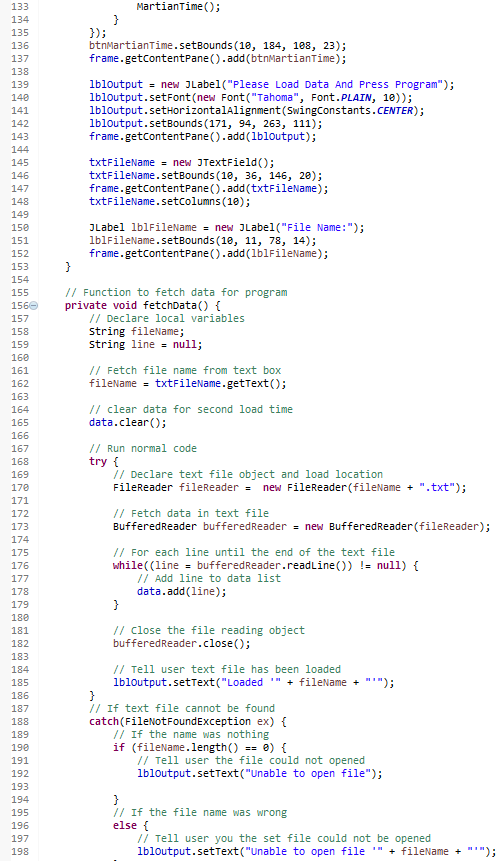 133 MartianTime();
134 }
135 });
136 btnMartianTime.setBounds(10, 184, 108, 23);
137 frame.getContentPane().add(btnMartianTime);
138
139 lblOutput = new JLabel("Please Load Data And Press Program");
140 lblOutput.setFont(new Font("Tahoma", Font.PLAIN, 10));
141 lblOutput.setHorizontalAlignment(SwingConstants.CENTER);
142 lblOutput.setBounds(171, 94, 263, 111);
143 frame.getContentPane().add(lblOutput);
144
145 txtFileName = new JTextField();
146 txtFileName.setBounds(10, 36, 146, 20);
147 frame.getContentPane().add(txtFileName);
148 txtFileName.setColumns(10);
149
150 JLabel lblFileName = new JLabel("File Name:");
151 lblFileName.setBounds(10, 11, 78, 14);
152 frame.getContentPane().add(lblFileName);
153 }
154
155 // Function to fetch data for program
156 private void fetchData() {
157 // Declare local variables
158 String fileName;
159 String line = null;
160
161 // Fetch file name from text box
162 fileName = txtFileName.getText();
163
164 // clear data for second load time
165 data.clear();
166
167 // Run normal code
168 try {
169 // Declare text file object and load location
170 FileReader fileReader = new FileReader(fileName + ".txt");
171
172 // Fetch data in text file
173 BufferedReader bufferedReader = new BufferedReader(fileReader);
174
175 // For each line until the end of the text file
176 while((line = bufferedReader.readLine()) != null) {
177 // Add line to data list
178 data.add(line);
179 }
180
181 // Close the file reading object
182 bufferedReader.close();
183
184 // Tell user text file has been loaded
185 lblOutput.setText("Loaded '" + fileName + "'");
186 }
187 // If text file cannot be found
188 catch(FileNotFoundException ex) {
189 // If the name was nothing
190 if (fileName.length() == 0) {
191 // Tell user the file could not opened
192 lblOutput.setText("Unable to open file");
193
194 }
195 // If the file name was wrong
196 else {
197 // Tell user you the set file could not be opened
198 lblOutput.setText("Unable to open file '" + fileName + "'");